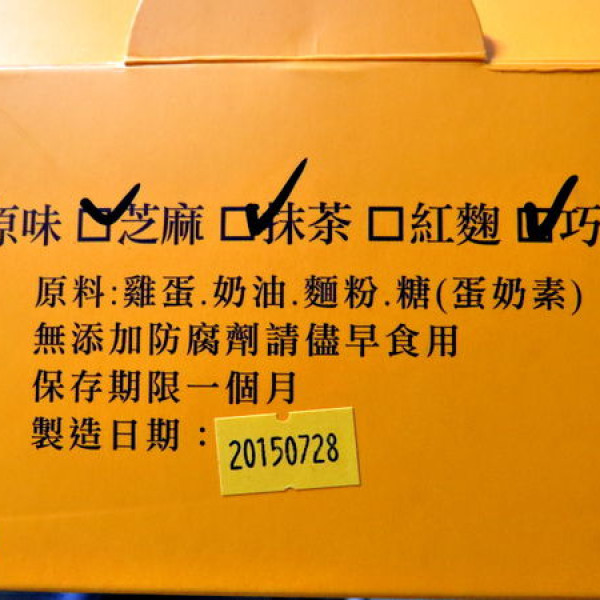 原味 ☑芝麻 ☑抹茶 □紅麴 ☑巧
原料:雞蛋.奶油.麵粉.糖(蛋奶素)
無添加防腐劑請儘早食用
保存期限一個月
製造日期：20150728